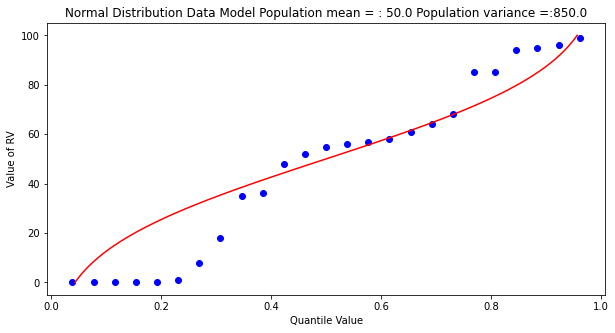 Normal Distribution Data Model Population mean = : 50.0 Population variance =:850.0
100
80
60
40
20
0
Value of RV
0.0 0.2 0.4 0.6 0.8 1.0
Quantile Value